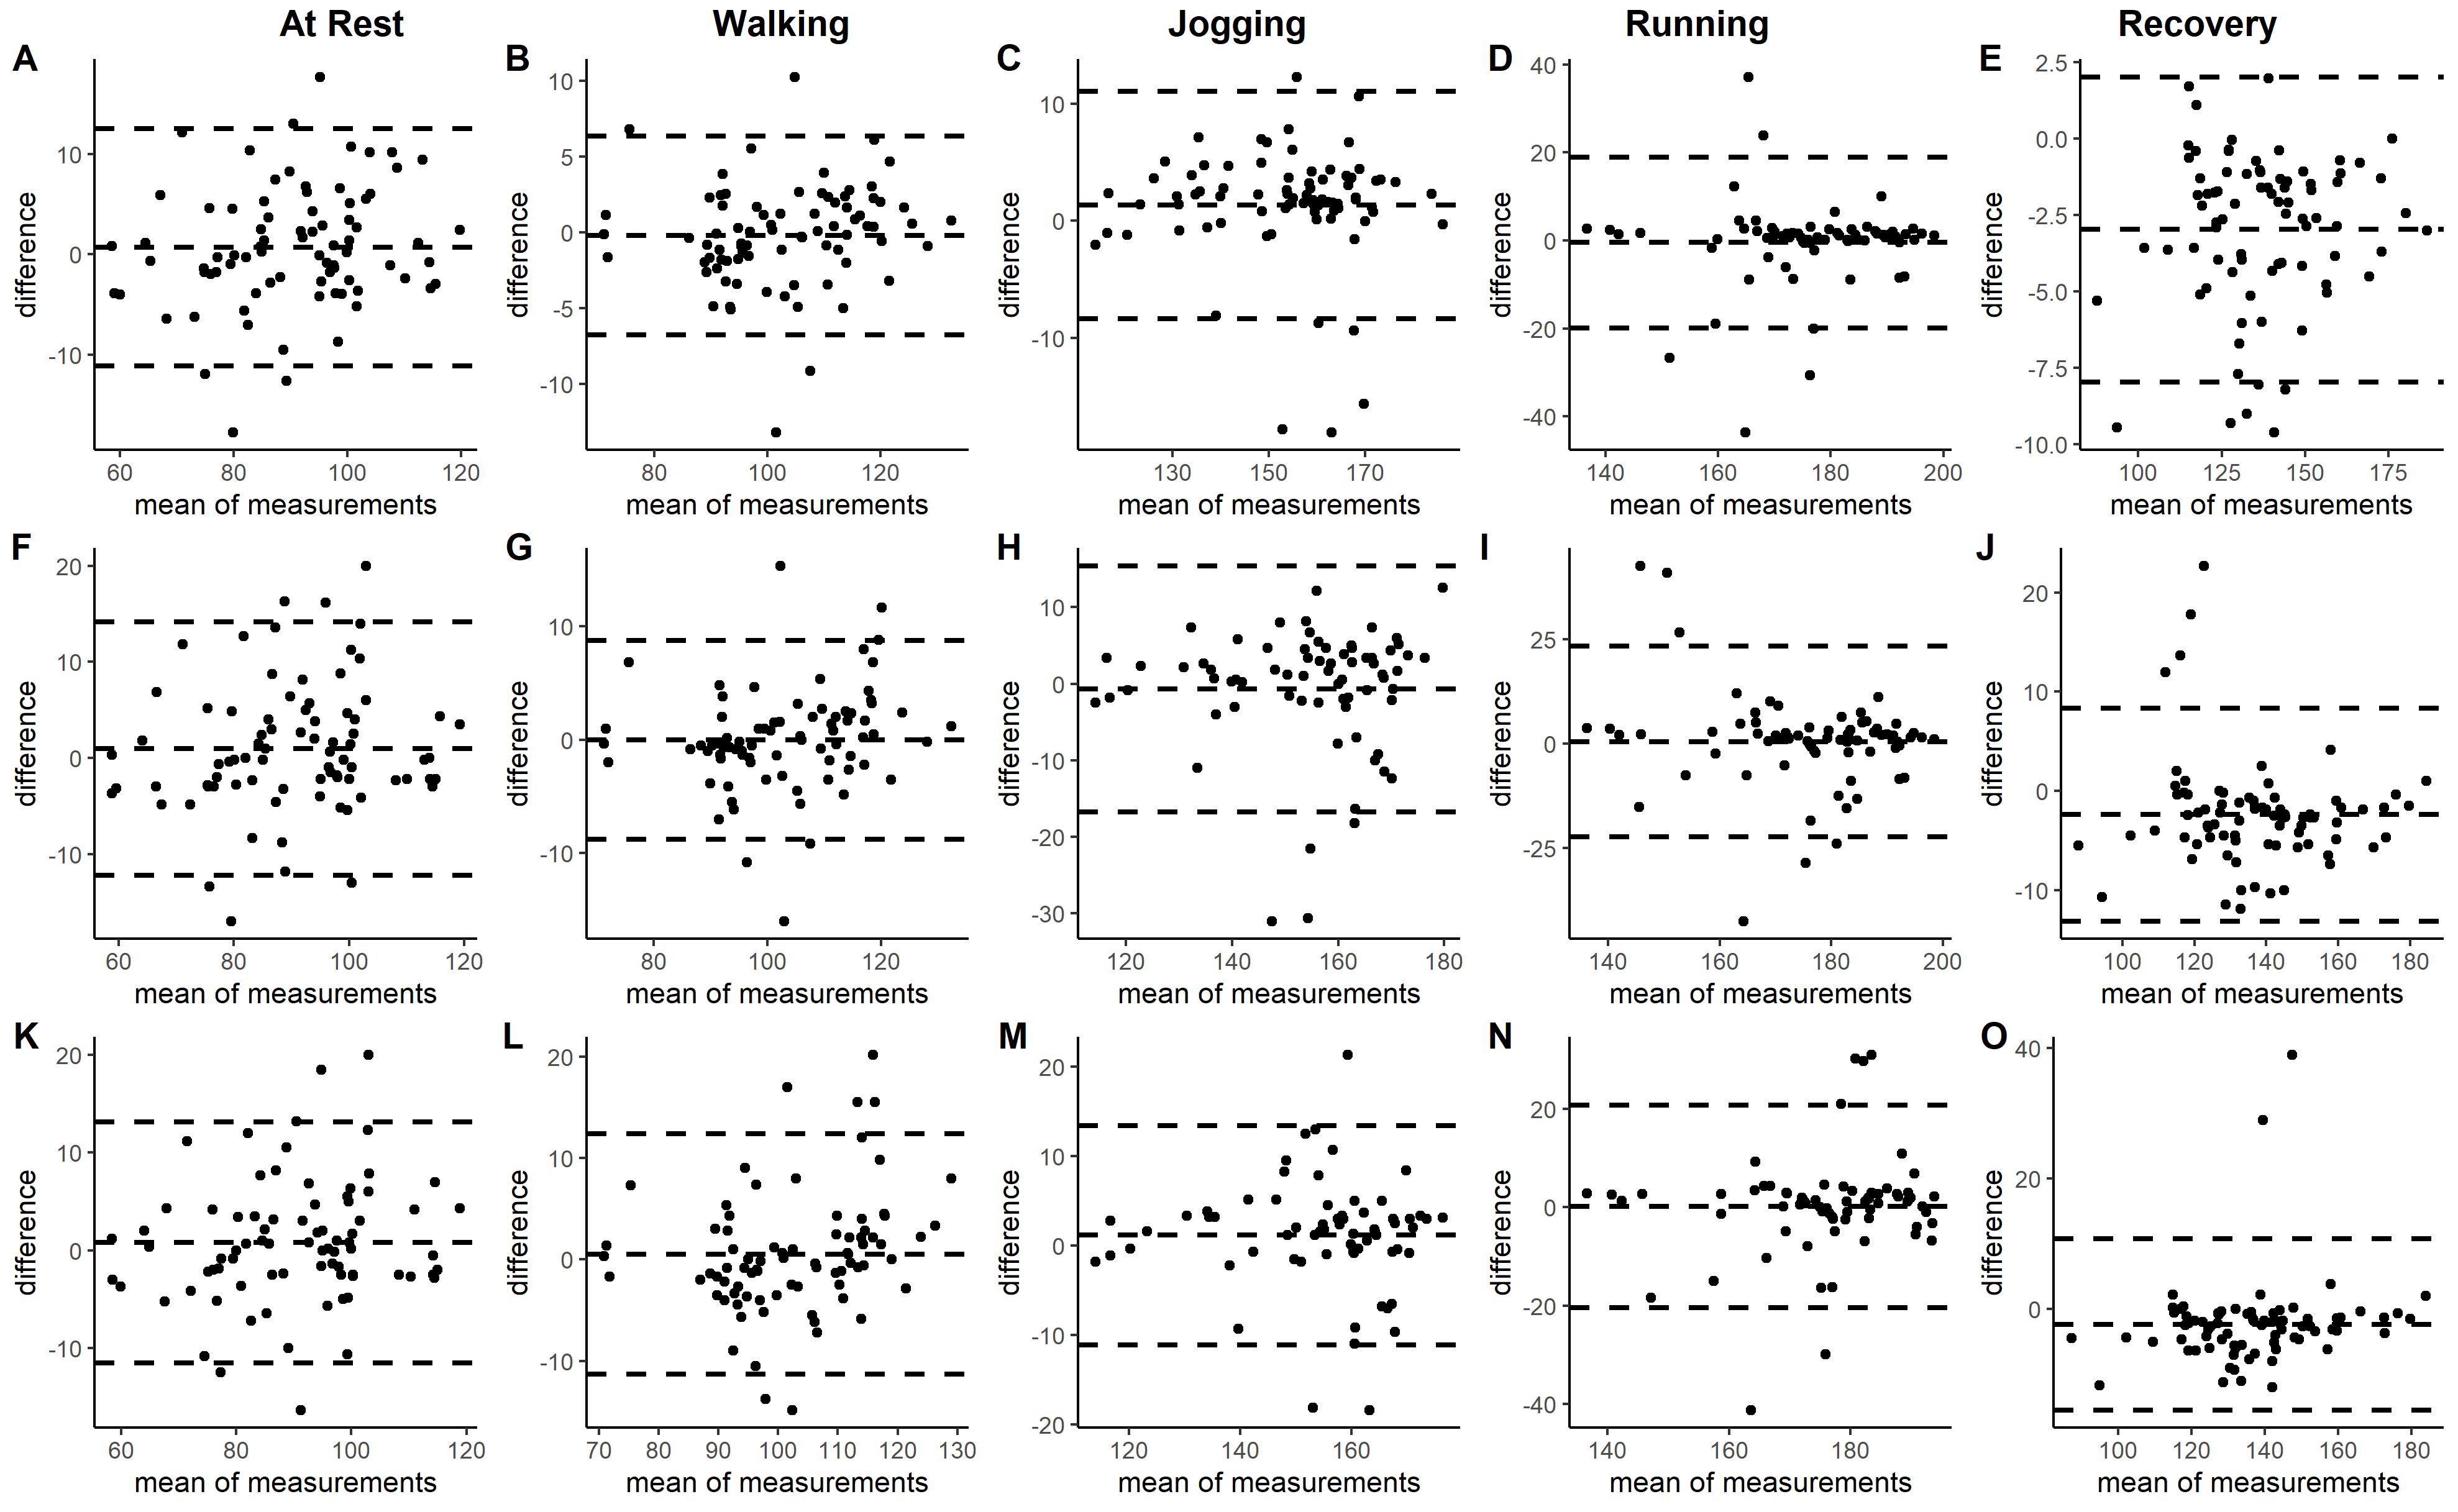 At Rest Walking Jogging Running Recovery
A B C D E
10
0
-10
difference
60 80 100 120
mean of measurements
10
5
0
-5
-10
difference
80 100 120
mean of measurements
10
0
-10
difference
130 150 170
mean of measurements
40
20
0
-20
-40
difference
140 160 180 200
mean of measurements
2.5
0.0
-2.5
-5.0
-7.5
-10.0
difference
100 125 150 175
mean of measurements
F G H I J
20
10
0
-10
difference
60 80 100 120
mean of measurements
10
0
-10
difference
80 100 120
mean of measurements
10
0
-10
-20
-30
difference
120 140 160 180
mean of measurements
25
0
-25
difference
140 160 180 200
mean of measurements
20
10
0
-10
difference
100 120 140 160 180
mean of measurements
K L M N O
20
10
0
-10
difference
60 80 100 120
mean of measurements
20
10
0
-10
difference
70 80 90 100 110 120 130
mean of measurements
20
10
0
-10
-20
difference
120 140 160
mean of measurements
20
0
-20
-40
difference
140 160 180
mean of measurements
40
20
0
difference
100 120 140 160 180
mean of measurements